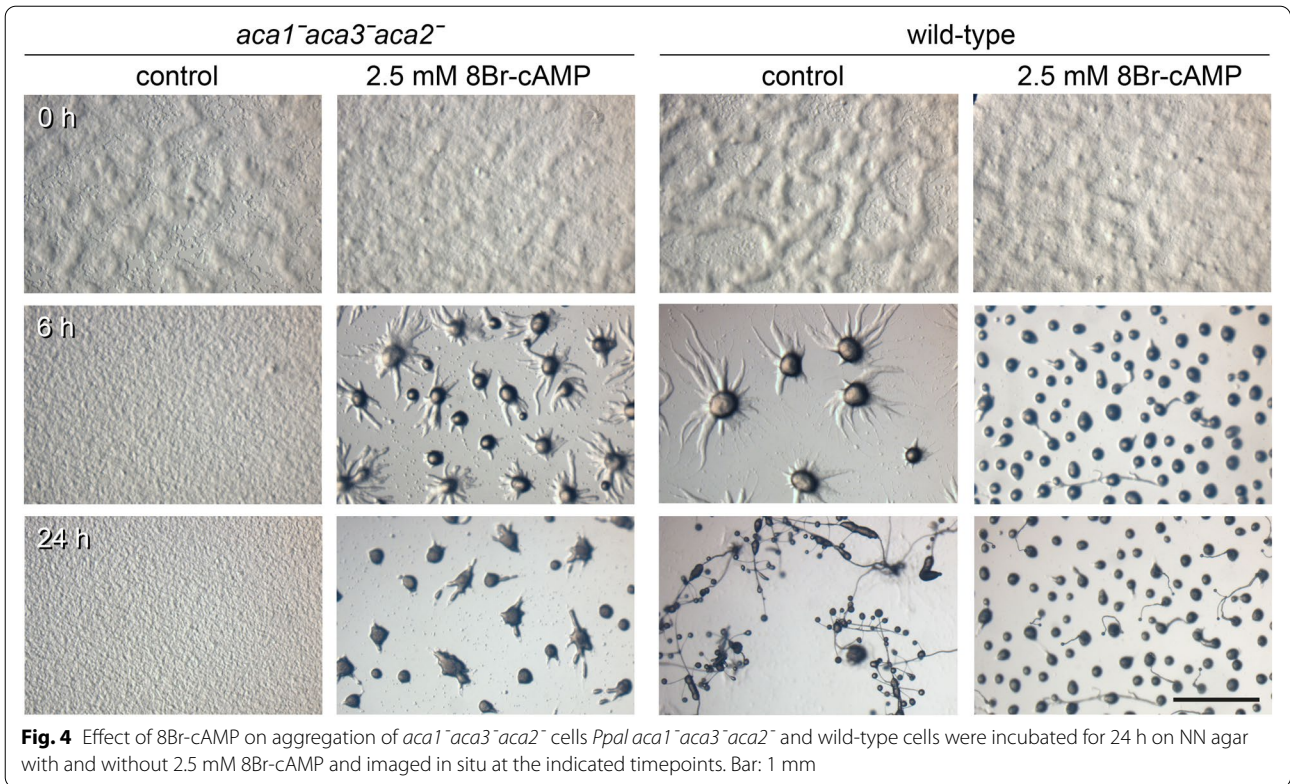 aca1⁻aca3⁻aca2⁻ wild-type
control 2.5 mM 8Br-cAMP control 2.5 mM 8Br-cAMP
0 h
6 h
24 h
Fig. 4 Effect of 8Br-cAMP on aggregation of aca1⁻aca3⁻aca2⁻ cells Ppal aca1⁻aca3⁻aca2⁻ and wild-type cells were incubated for 24 h on NN agar
with and without 2.5 mM 8Br-cAMP and imaged in situ at the indicated timepoints. Bar: 1 mm